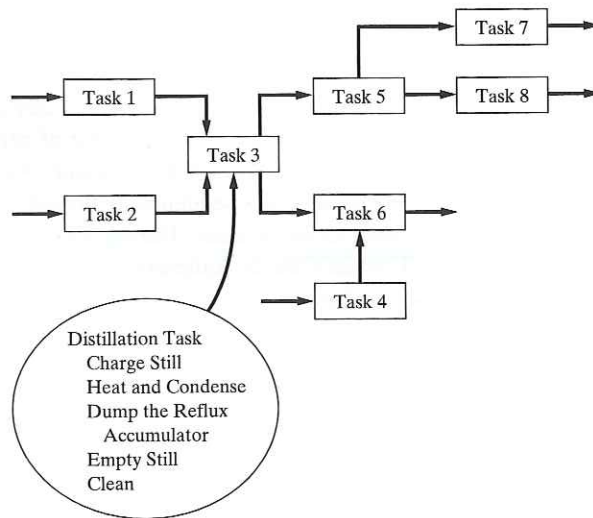 Task 7
Task 1
Task 5
Task 8
Task 3
Task 2
Task 6
Task 4
Distillation Task
Charge Still
Heat and Condense
Dump the Reflux
Accumulator
Empty Still
Clean